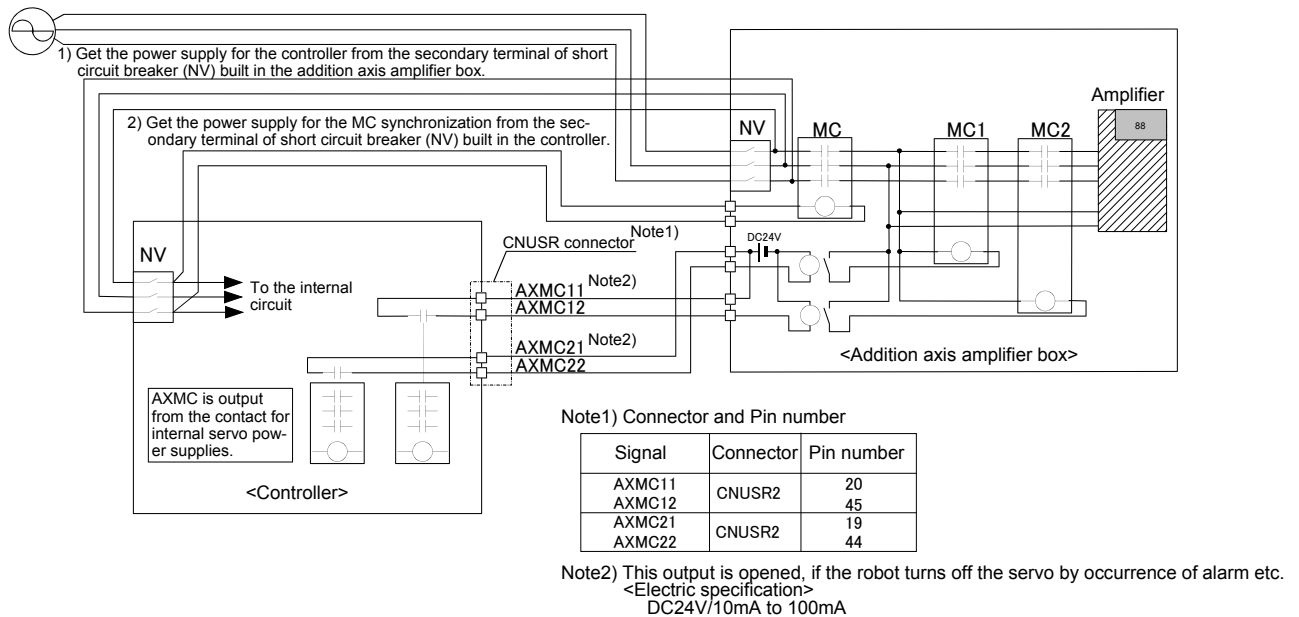 1) Get the power supply for the controller from the secondary terminal of short
circuit breaker (NV) built in the addition axis amplifier box.
2) Get the power supply for the MC synchronization from the sec-
ondary terminal of short circuit breaker (NV) built in the controller.
Amplifier
88
NV
MC
MC1
MC2
DC24V
<Addition axis amplifier box>
NV
To the internal
circuit
CNUSR connector Note1)
AXMC11 Note2)
AXMC12
AXMC21 Note2)
AXMC22
AXMC is output
from the contact for
internal servo pow-
er supplies.
<Controller>
Note1) Connector and Pin number
Signal Connector Pin number
AXMC11 CNUSR2 20
AXMC12 45
AXMC21 CNUSR2 19
AXMC22 44
Note2) This output is opened, if the robot turns off the servo by occurrence of alarm etc.
<Electric specification>
DC24V/10mA to 100mA